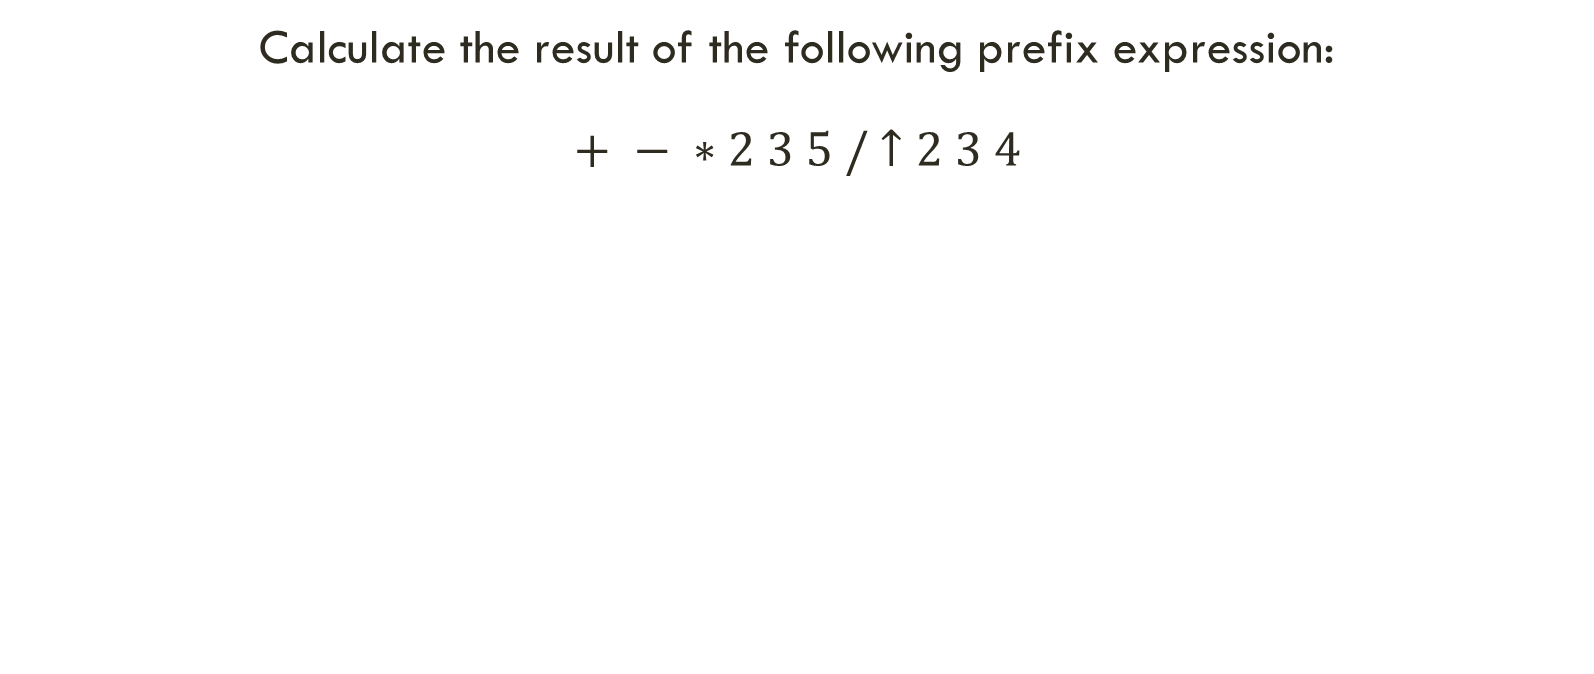 Calculate the result of the following prefix expression:
+ − ∗ 2 3 5 / ↑ 2 3 4